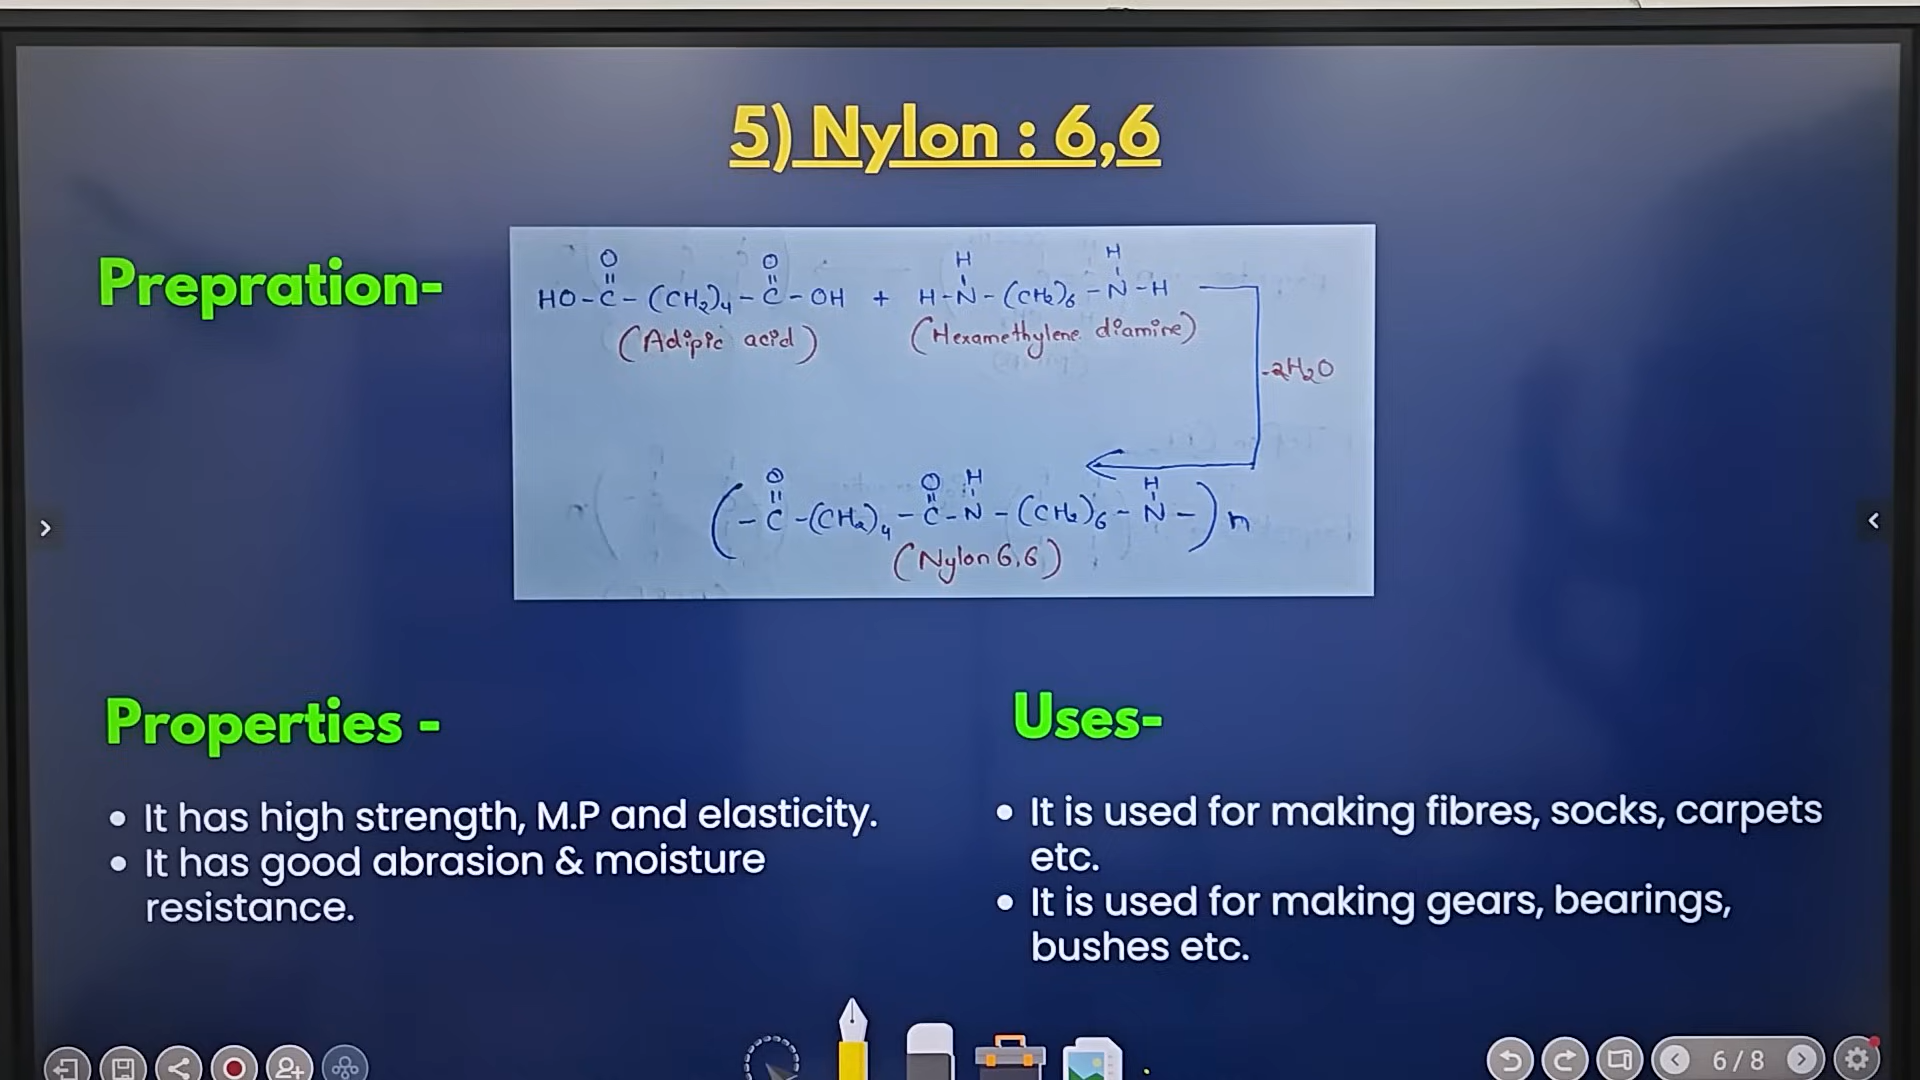 5) Nylon : 6,6
Prepration-
O O H H
HO-C-(CH₂)₄-C-OH + H-N-(CH₂)₆-N-H
(Adipic acid) (Hexamethylene diamine)
-2H₂O
O O H H
(-C-(CH₂)₄-C-N-(CH₂)₆-N-)n
(Nylon 6,6)
Properties -
• It has high strength, M.P and elasticity.
• It has good abrasion & moisture
resistance.
Uses-
• It is used for making fibres, socks, carpets
etc.
• It is used for making gears, bearings,
bushes etc.
6/8